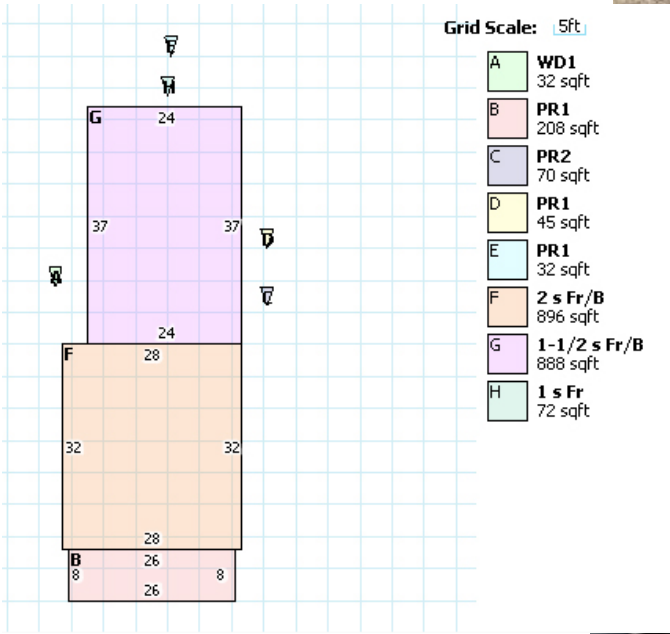 Grid Scale: 5ft
E
H
G
24
37
37
D
A
C
24
F
28
32
32
28
B
26
8
8
26
A WD1
32 sqft
B PR1
208 sqft
C PR2
70 sqft
D PR1
45 sqft
E PR1
32 sqft
F 2 s Fr/B
896 sqft
G 1-1/2 s Fr/B
888 sqft
H 1 s Fr
72 sqft